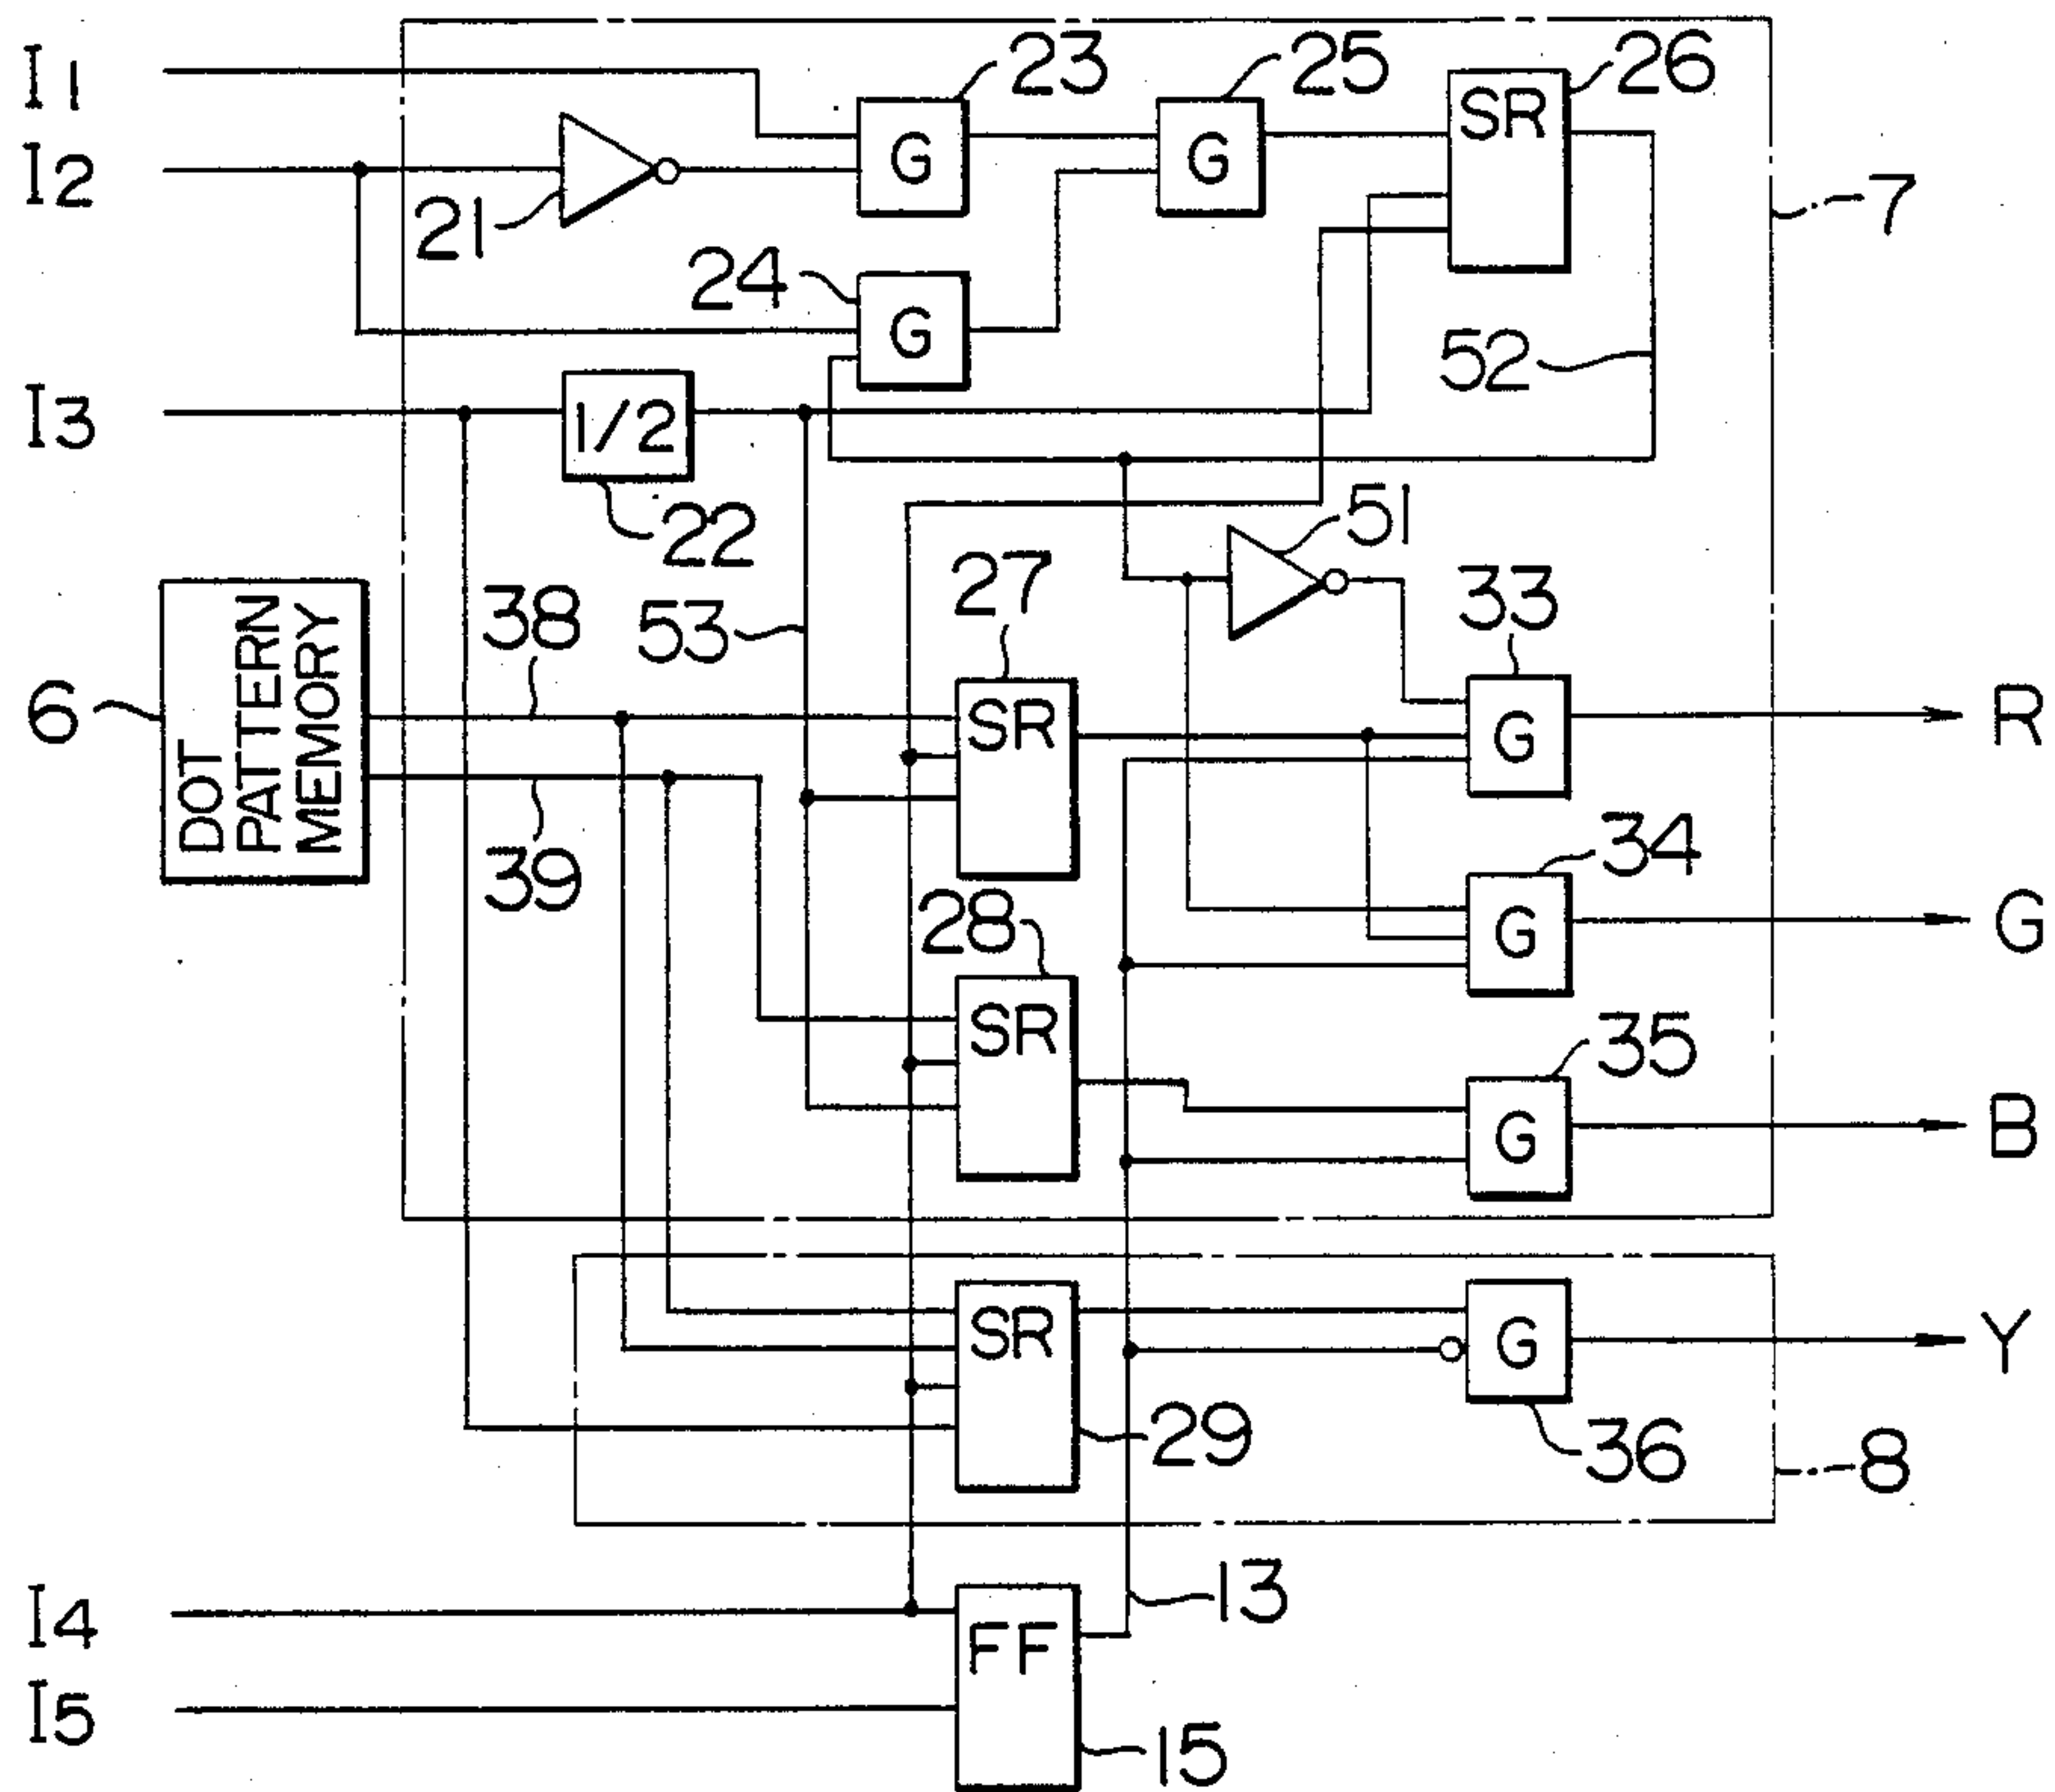 I1
I2
I3
6
DOT
PATTERN
MEMORY
21
23
G
25
G
SR
26
7
24
G
52
1/2
22
51
38
53
27
SR
33
G
R
39
34
G
G
28
SR
35
G
B
SR
29
G
36
Y
8
I4
I5
FF
13
15